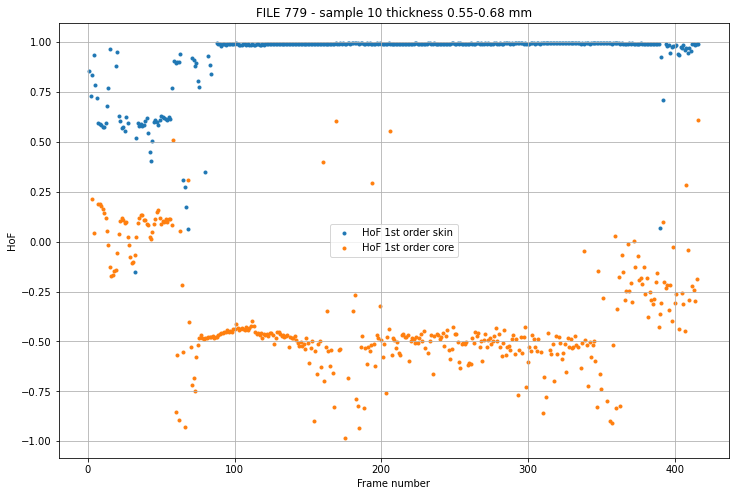 FILE 779 - sample 10 thickness 0.55-0.68 mm
1.00
0.75
0.50
0.25
0.00
−0.25
−0.50
−0.75
−1.00
HoF
HoF 1st order skin
HoF 1st order core
0 100 200 300 400
Frame number